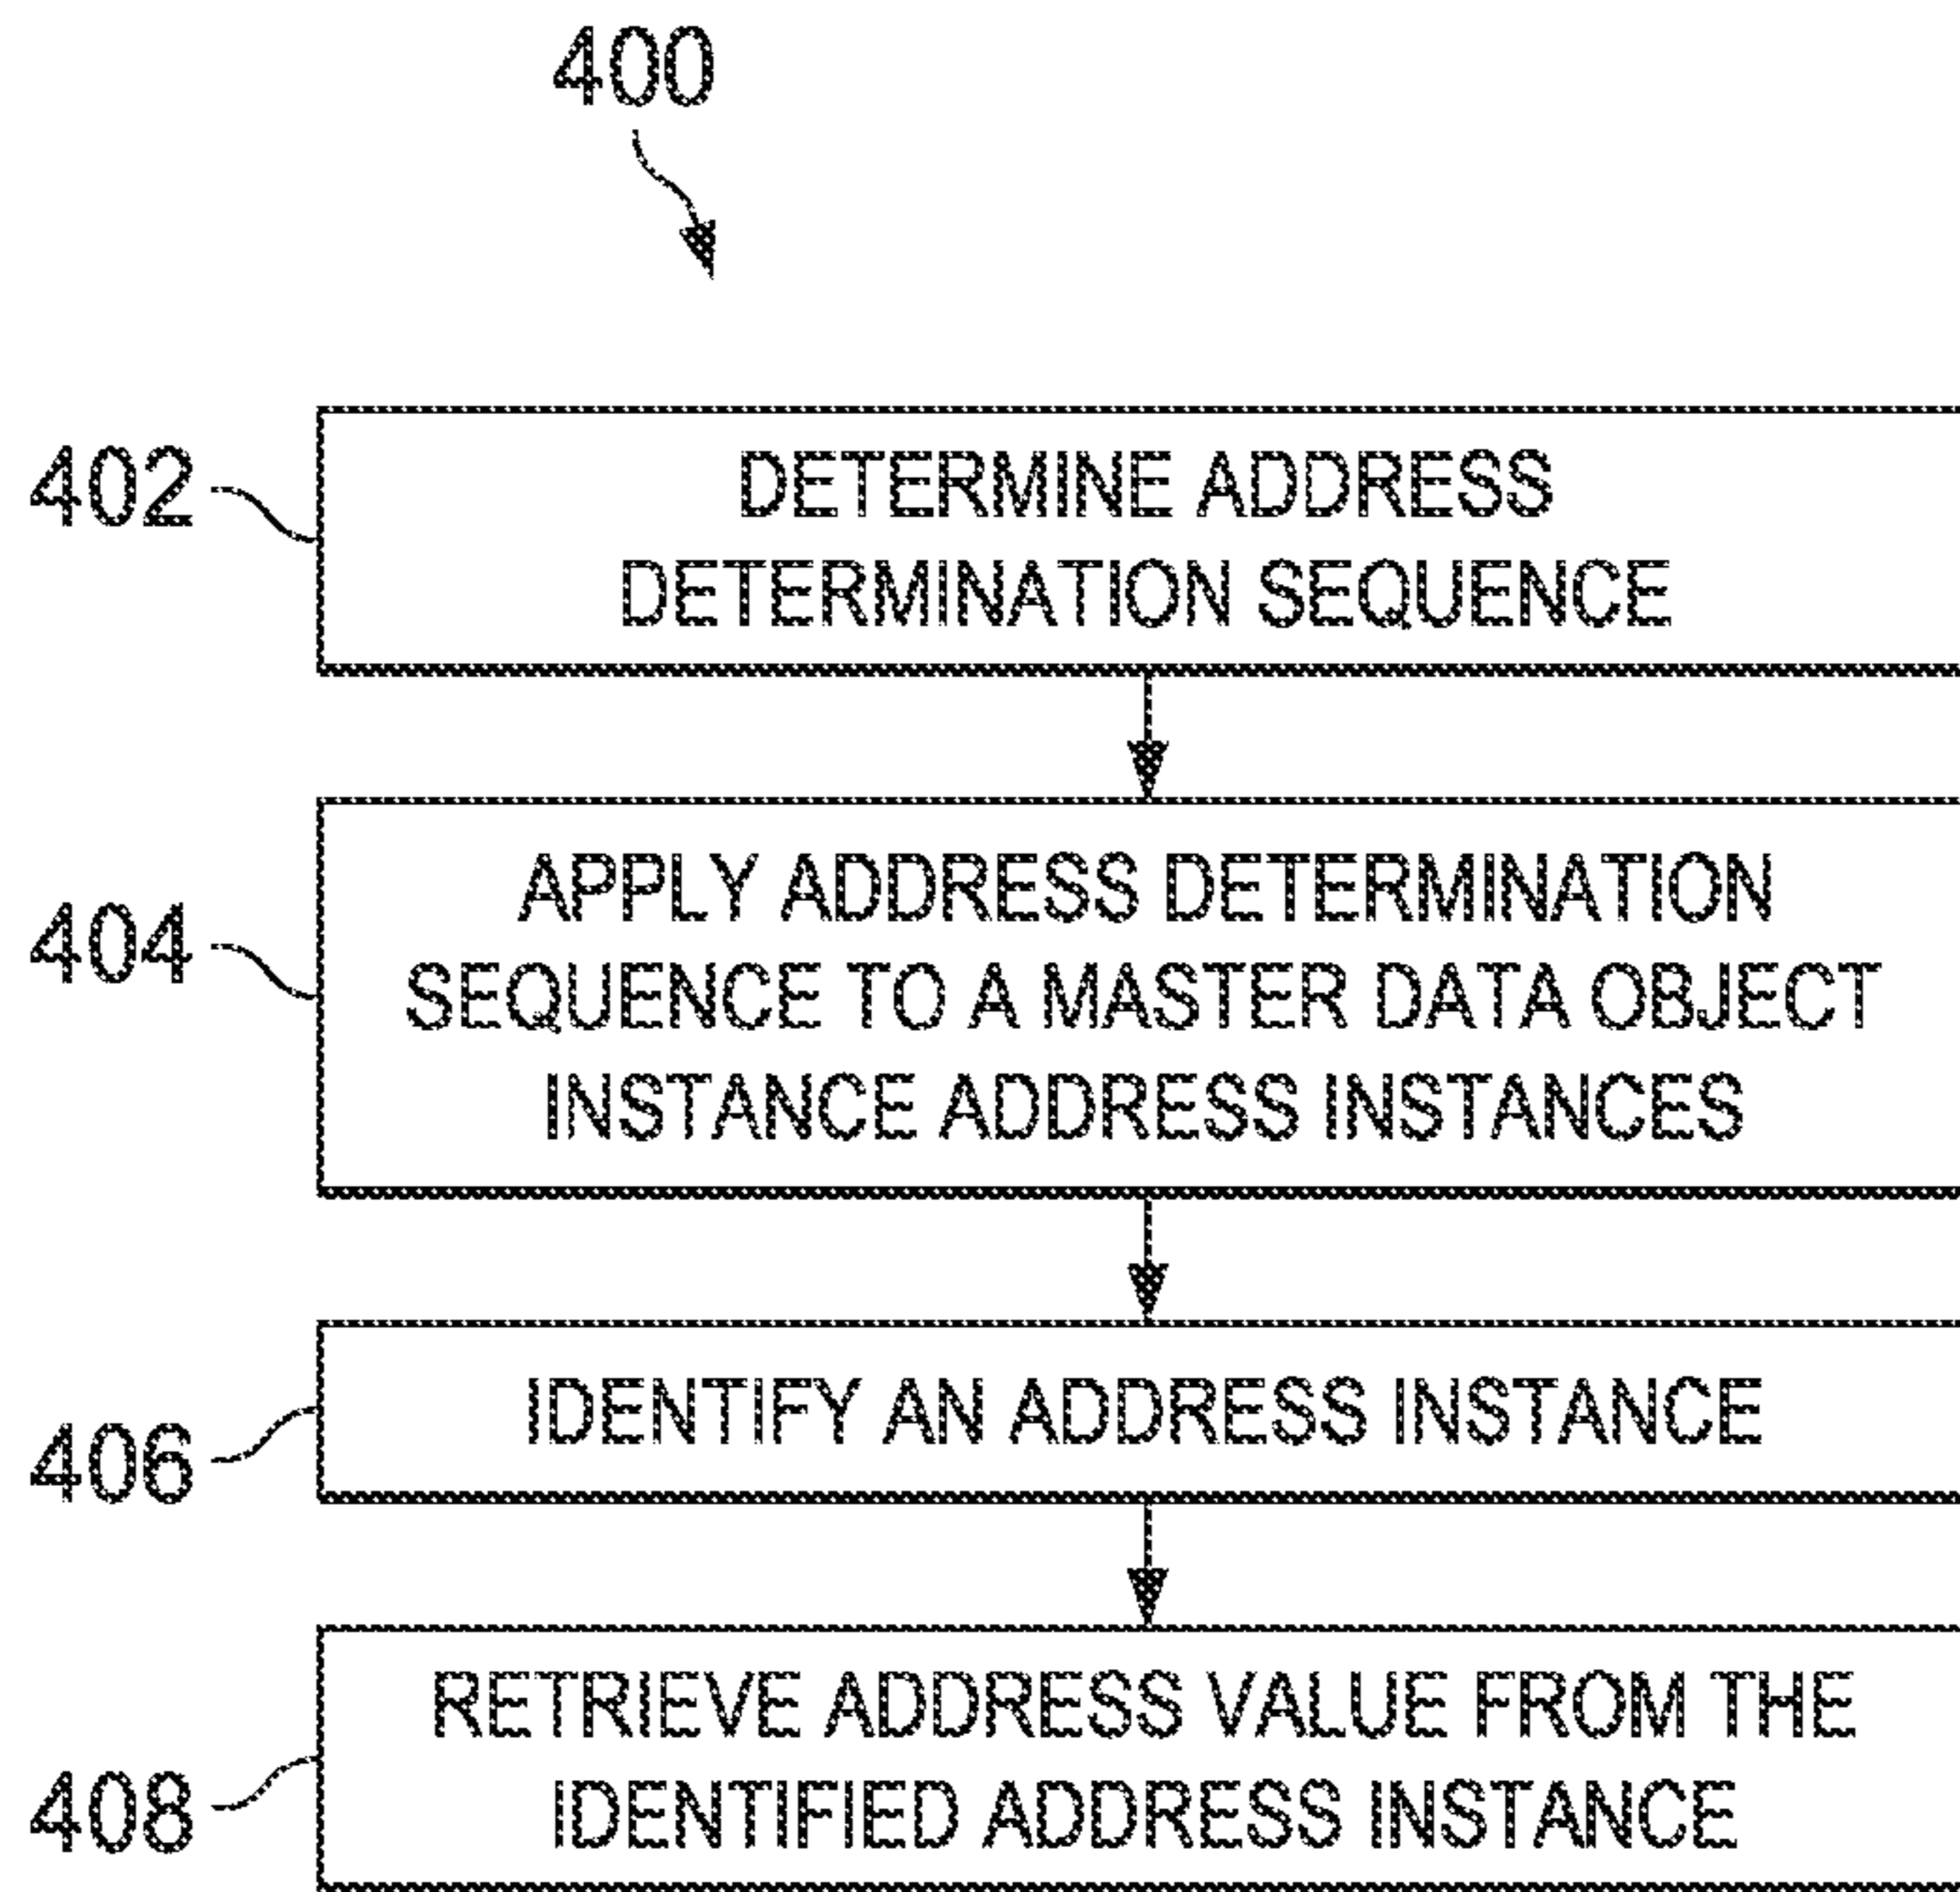 400
402
DETERMINE ADDRESS
DETERMINATION SEQUENCE
404
APPLY ADDRESS DETERMINATION
SEQUENCE TO A MASTER DATA OBJECT
INSTANCE ADDRESS INSTANCES
406
IDENTIFY AN ADDRESS INSTANCE
408
RETRIEVE ADDRESS VALUE FROM THE
IDENTIFIED ADDRESS INSTANCE